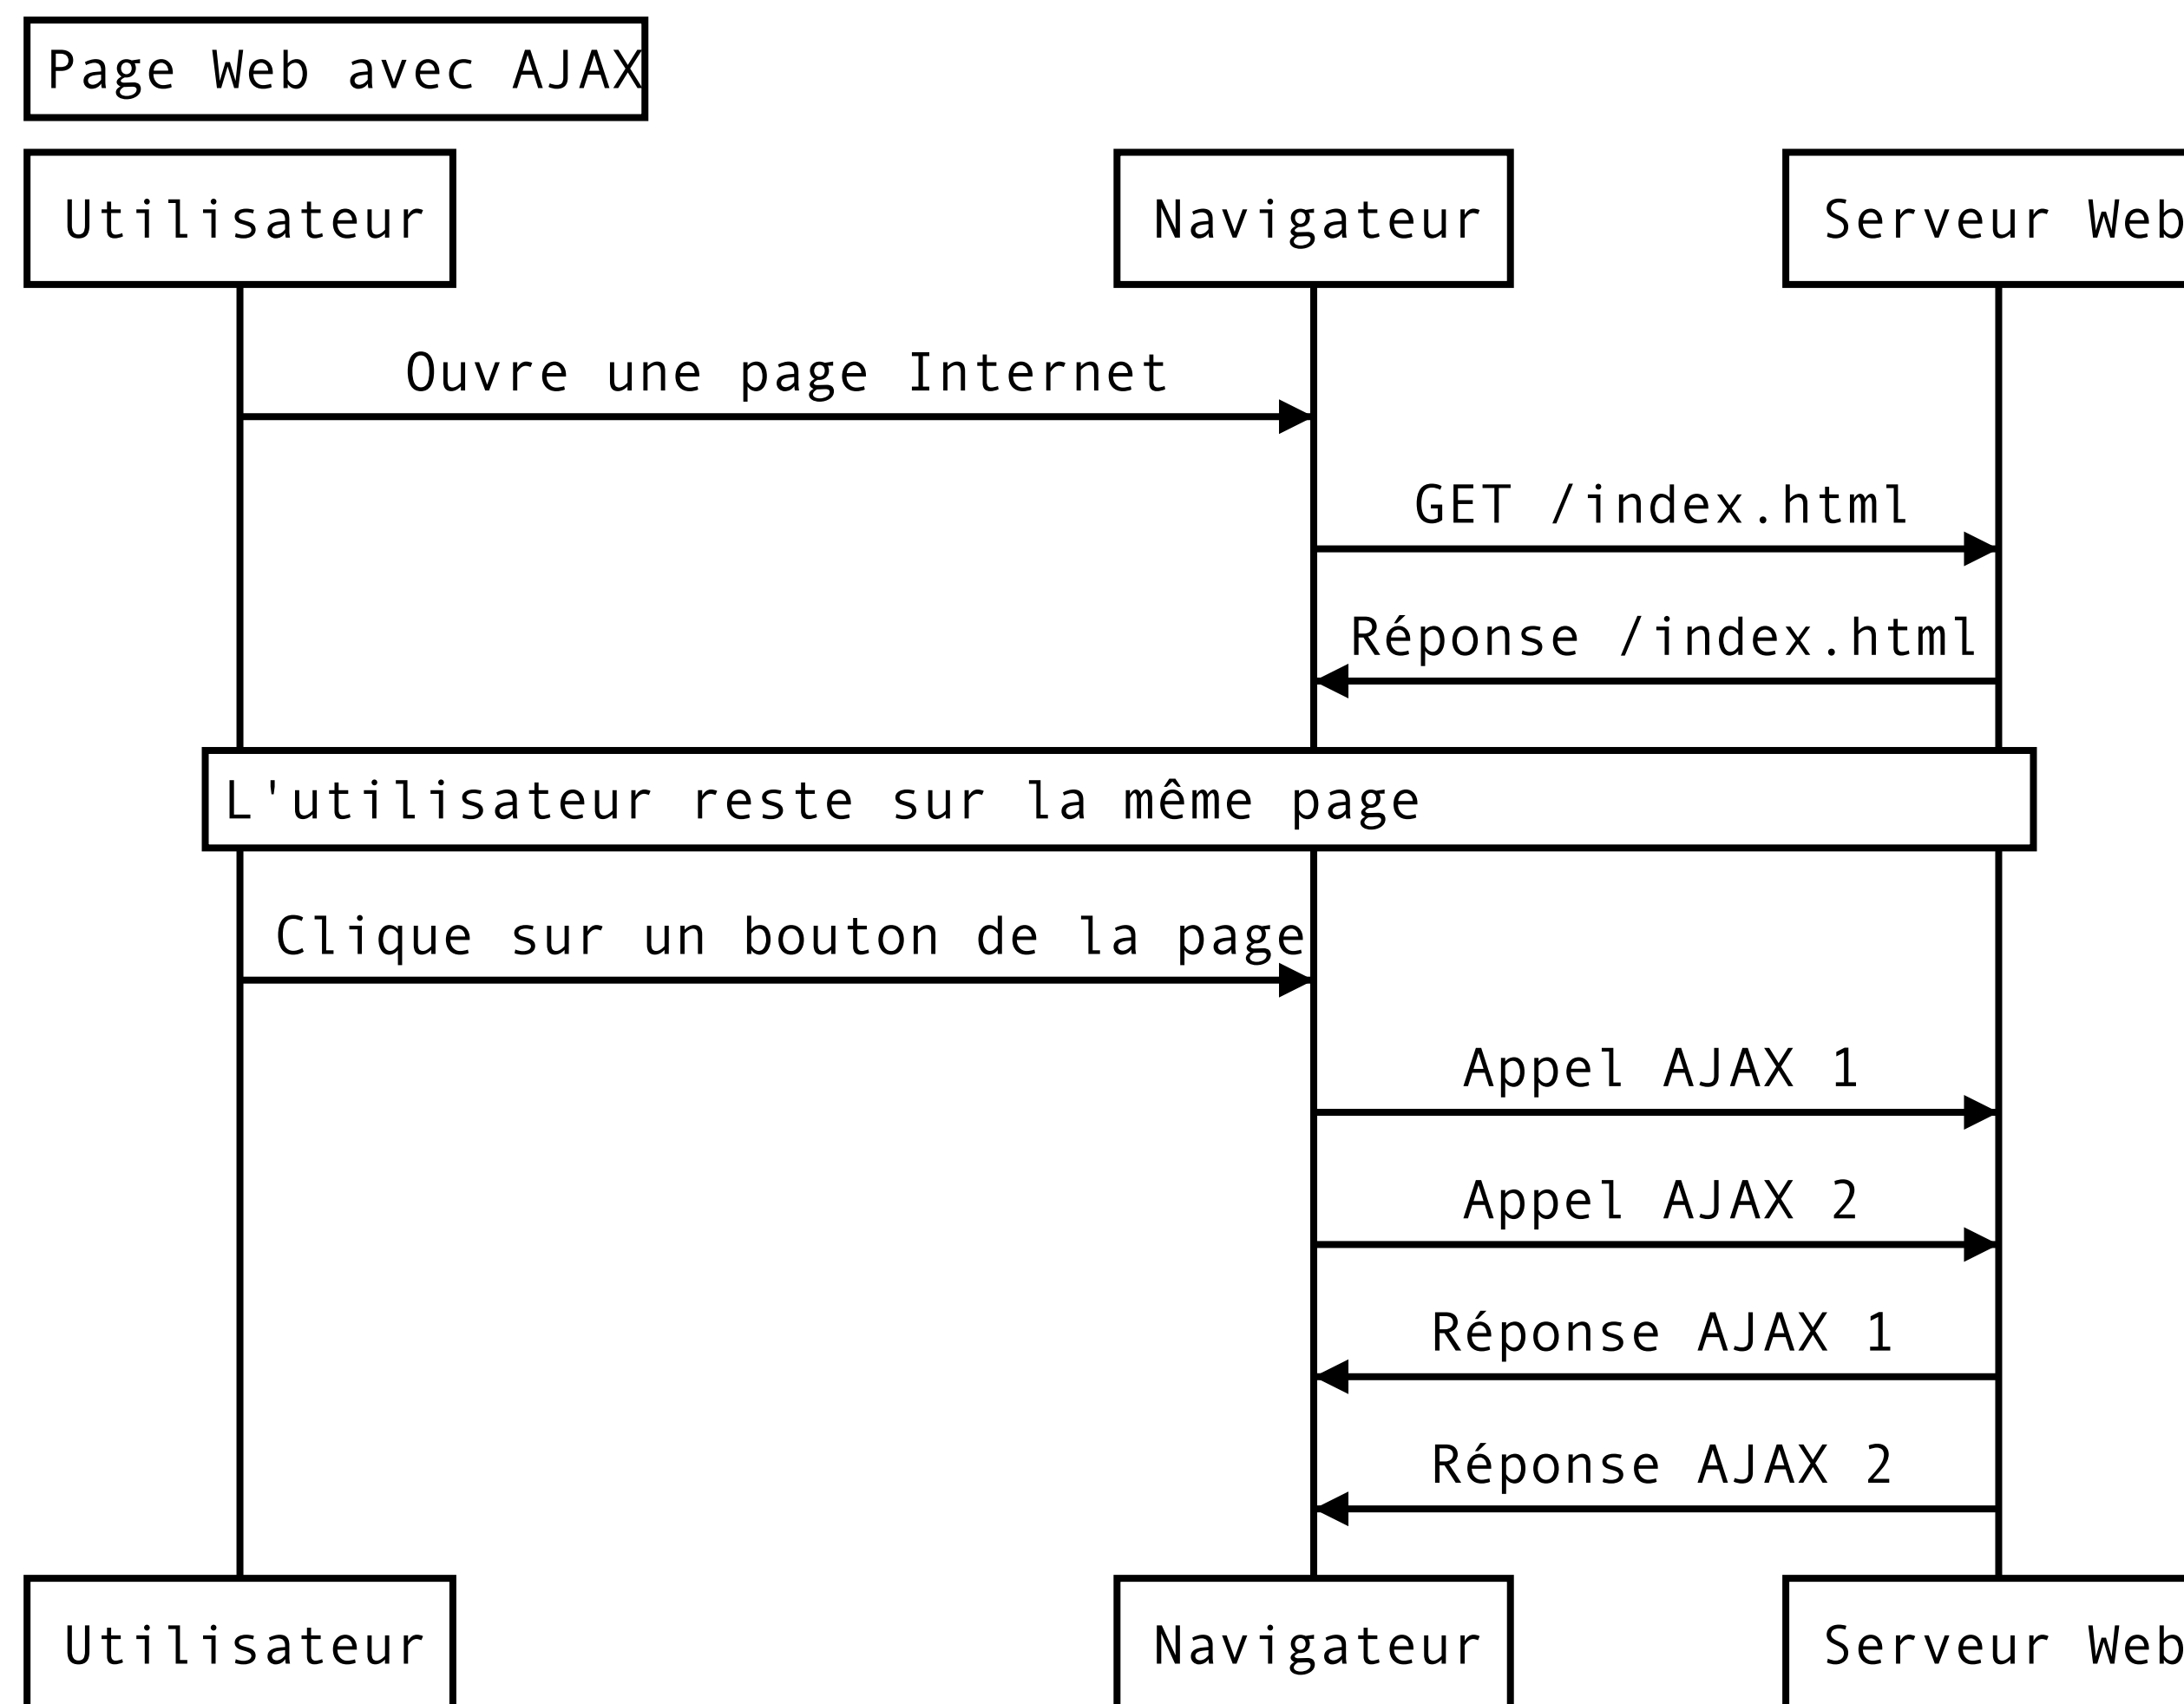 Page Web avec AJAX
Utilisateur
Navigateur
Serveur Web
Ouvre une page Internet
GET /index.html
Réponse /index.html
L'utilisateur reste sur la même page
Clique sur un bouton de la page
Appel AJAX 1
Appel AJAX 2
Réponse AJAX 1
Réponse AJAX 2
Utilisateur
Navigateur
Serveur Web